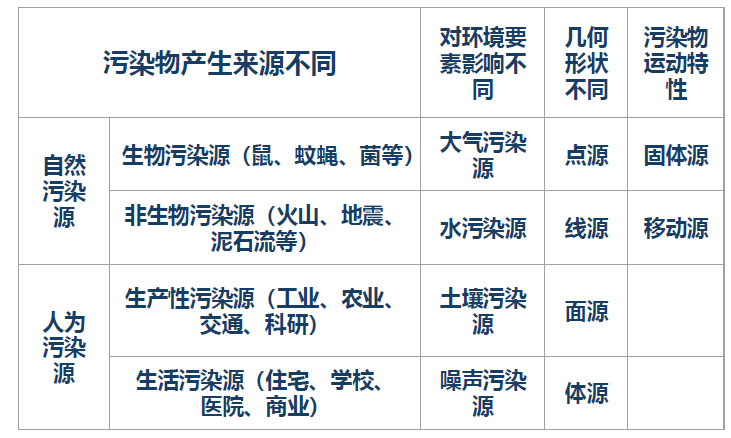 污染物产生来源不同
对环境要
素影响不
同
几何
形状
不同
污染物
运动特
性
自然
污染
源
生物污染源（鼠、蚊蝇、菌等）
大气污染
源
点源
固体源
非生物污染源（火山、地震、
泥石流等）
水污染源
线源
移动源
人为
污染
源
生产性污染源（工业、农业、
交通、科研）
土壤污染
源
面源
生活污染源（住宅、学校、
医院、商业）
噪声污染
源
体源